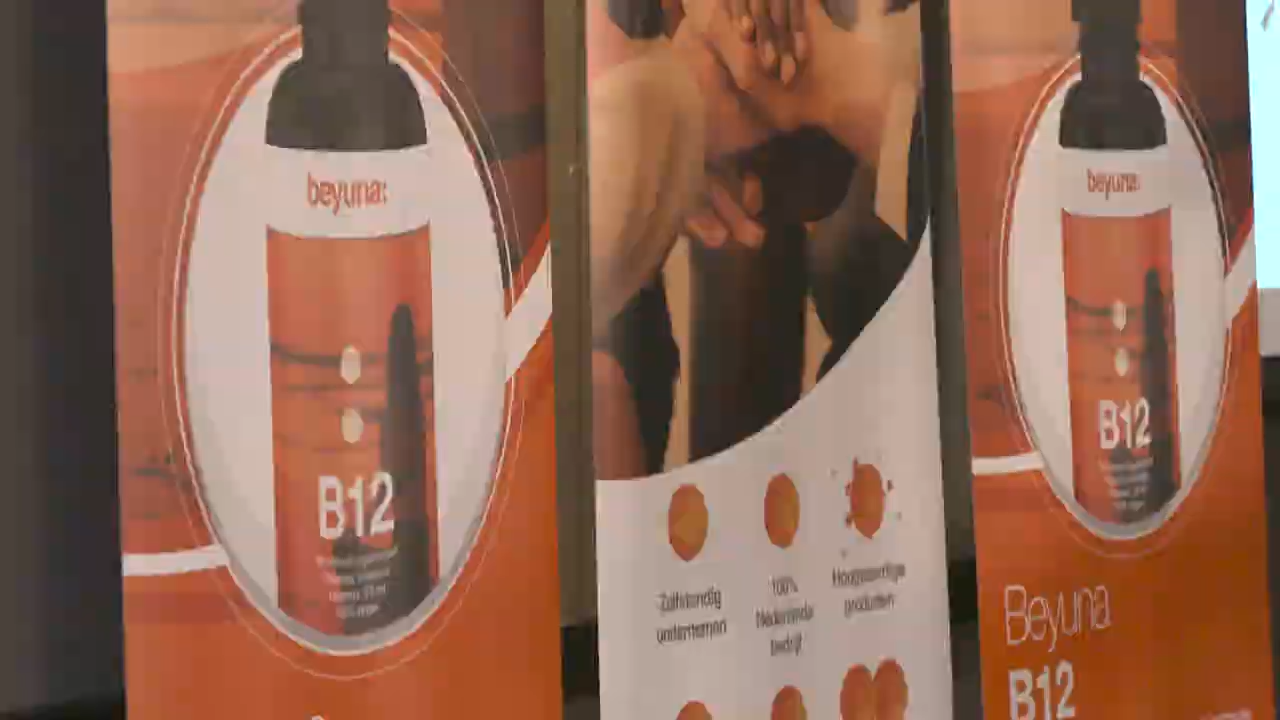 beyuna:
B12
Zelfstandig
ondernemen
100%
Nederlands
bedrijf
Hoogwaardige
producten
beyuna:
B12
Beyuna
B12